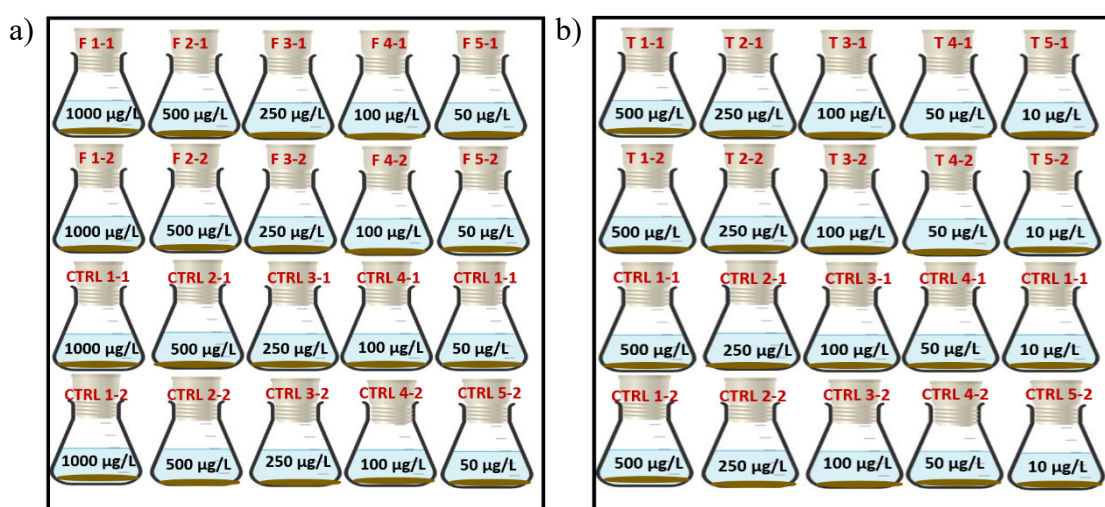 a)
F 1-1 F 2-1 F 3-1 F 4-1 F 5-1
1000 µg/L 500 µg/L 250 µg/L 100 µg/L 50 µg/L
F 1-2 F 2-2 F 3-2 F 4-2 F 5-2
1000 µg/L 500 µg/L 250 µg/L 100 µg/L 50 µg/L
CTRL 1-1 CTRL 2-1 CTRL 3-1 CTRL 4-1 CTRL 1-1
1000 µg/L 500 µg/L 250 µg/L 100 µg/L 50 µg/L
CTRL 1-2 CTRL 2-2 CTRL 3-2 CTRL 4-2 CTRL 5-2
1000 µg/L 500 µg/L 250 µg/L 100 µg/L 50 µg/L
b)
T 1-1 T 2-1 T 3-1 T 4-1 T 5-1
500 µg/L 250 µg/L 100 µg/L 50 µg/L 10 µg/L
T 1-2 T 2-2 T 3-2 T 4-2 T 5-2
500 µg/L 250 µg/L 100 µg/L 50 µg/L 10 µg/L
CTRL 1-1 CTRL 2-1 CTRL 3-1 CTRL 4-1 CTRL 1-1
500 µg/L 250 µg/L 100 µg/L 50 µg/L 10 µg/L
CTRL 1-2 CTRL 2-2 CTRL 3-2 CTRL 4-2 CTRL 5-2
500 µg/L 250 µg/L 100 µg/L 50 µg/L 10 µg/L